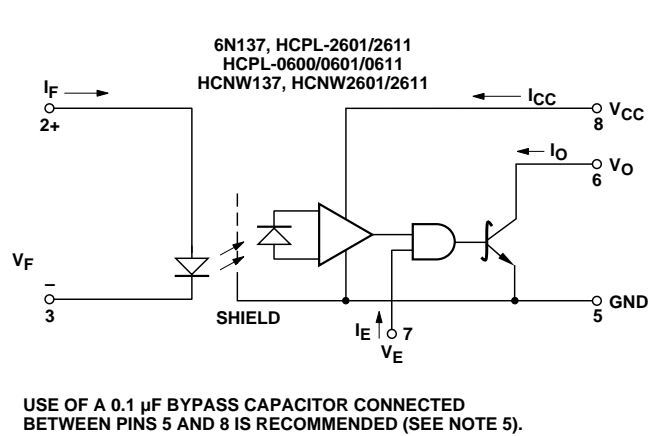 6N137, HCPL-2601/2611
HCPL-0600/0601/0611
HCNW137, HCNW2601/2611
IF
2+
ICC
8
VCC
IO
6
VO
VF
–
3
SHIELD
IE
7
VE
5
GND
USE OF A 0.1 µF BYPASS CAPACITOR CONNECTED
BETWEEN PINS 5 AND 8 IS RECOMMENDED (SEE NOTE 5).